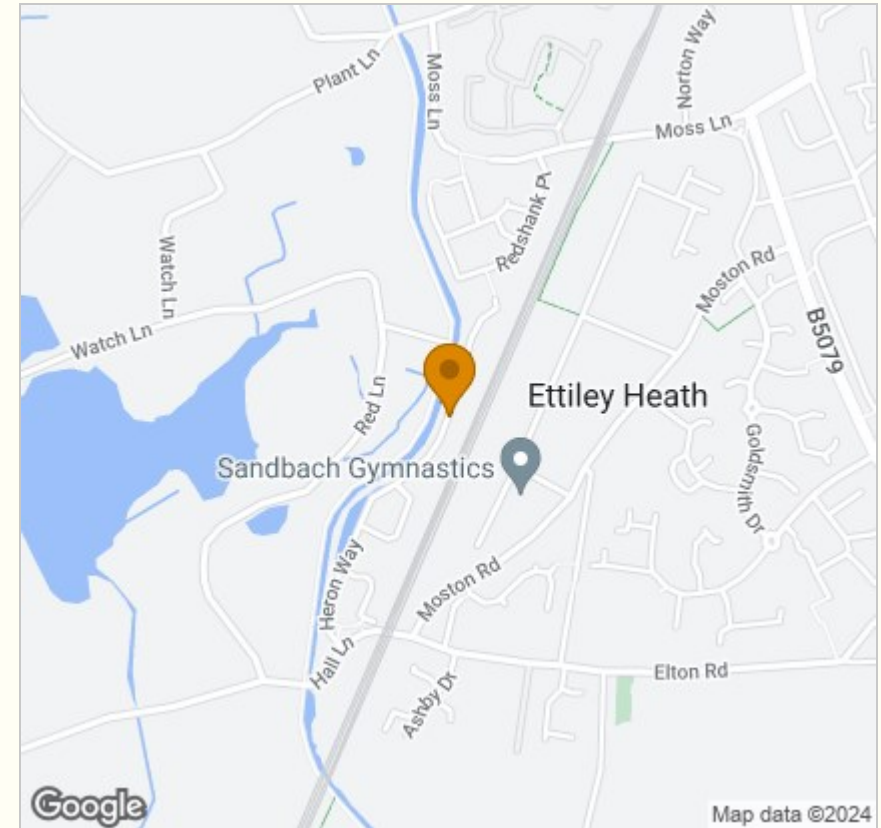 Plant Ln
Moss Ln
Norton Way
Moss Ln
Redshank Pl
Watch Ln
Moston Rd
Watch Ln
B5079
Red Ln
Ettiley Heath
Goldsmith Dr
Sandbach Gymnastics
Heron Way
Moston Rd
Hall Ln
Elton Rd
Ashby Dr
Google
Map data ©2024